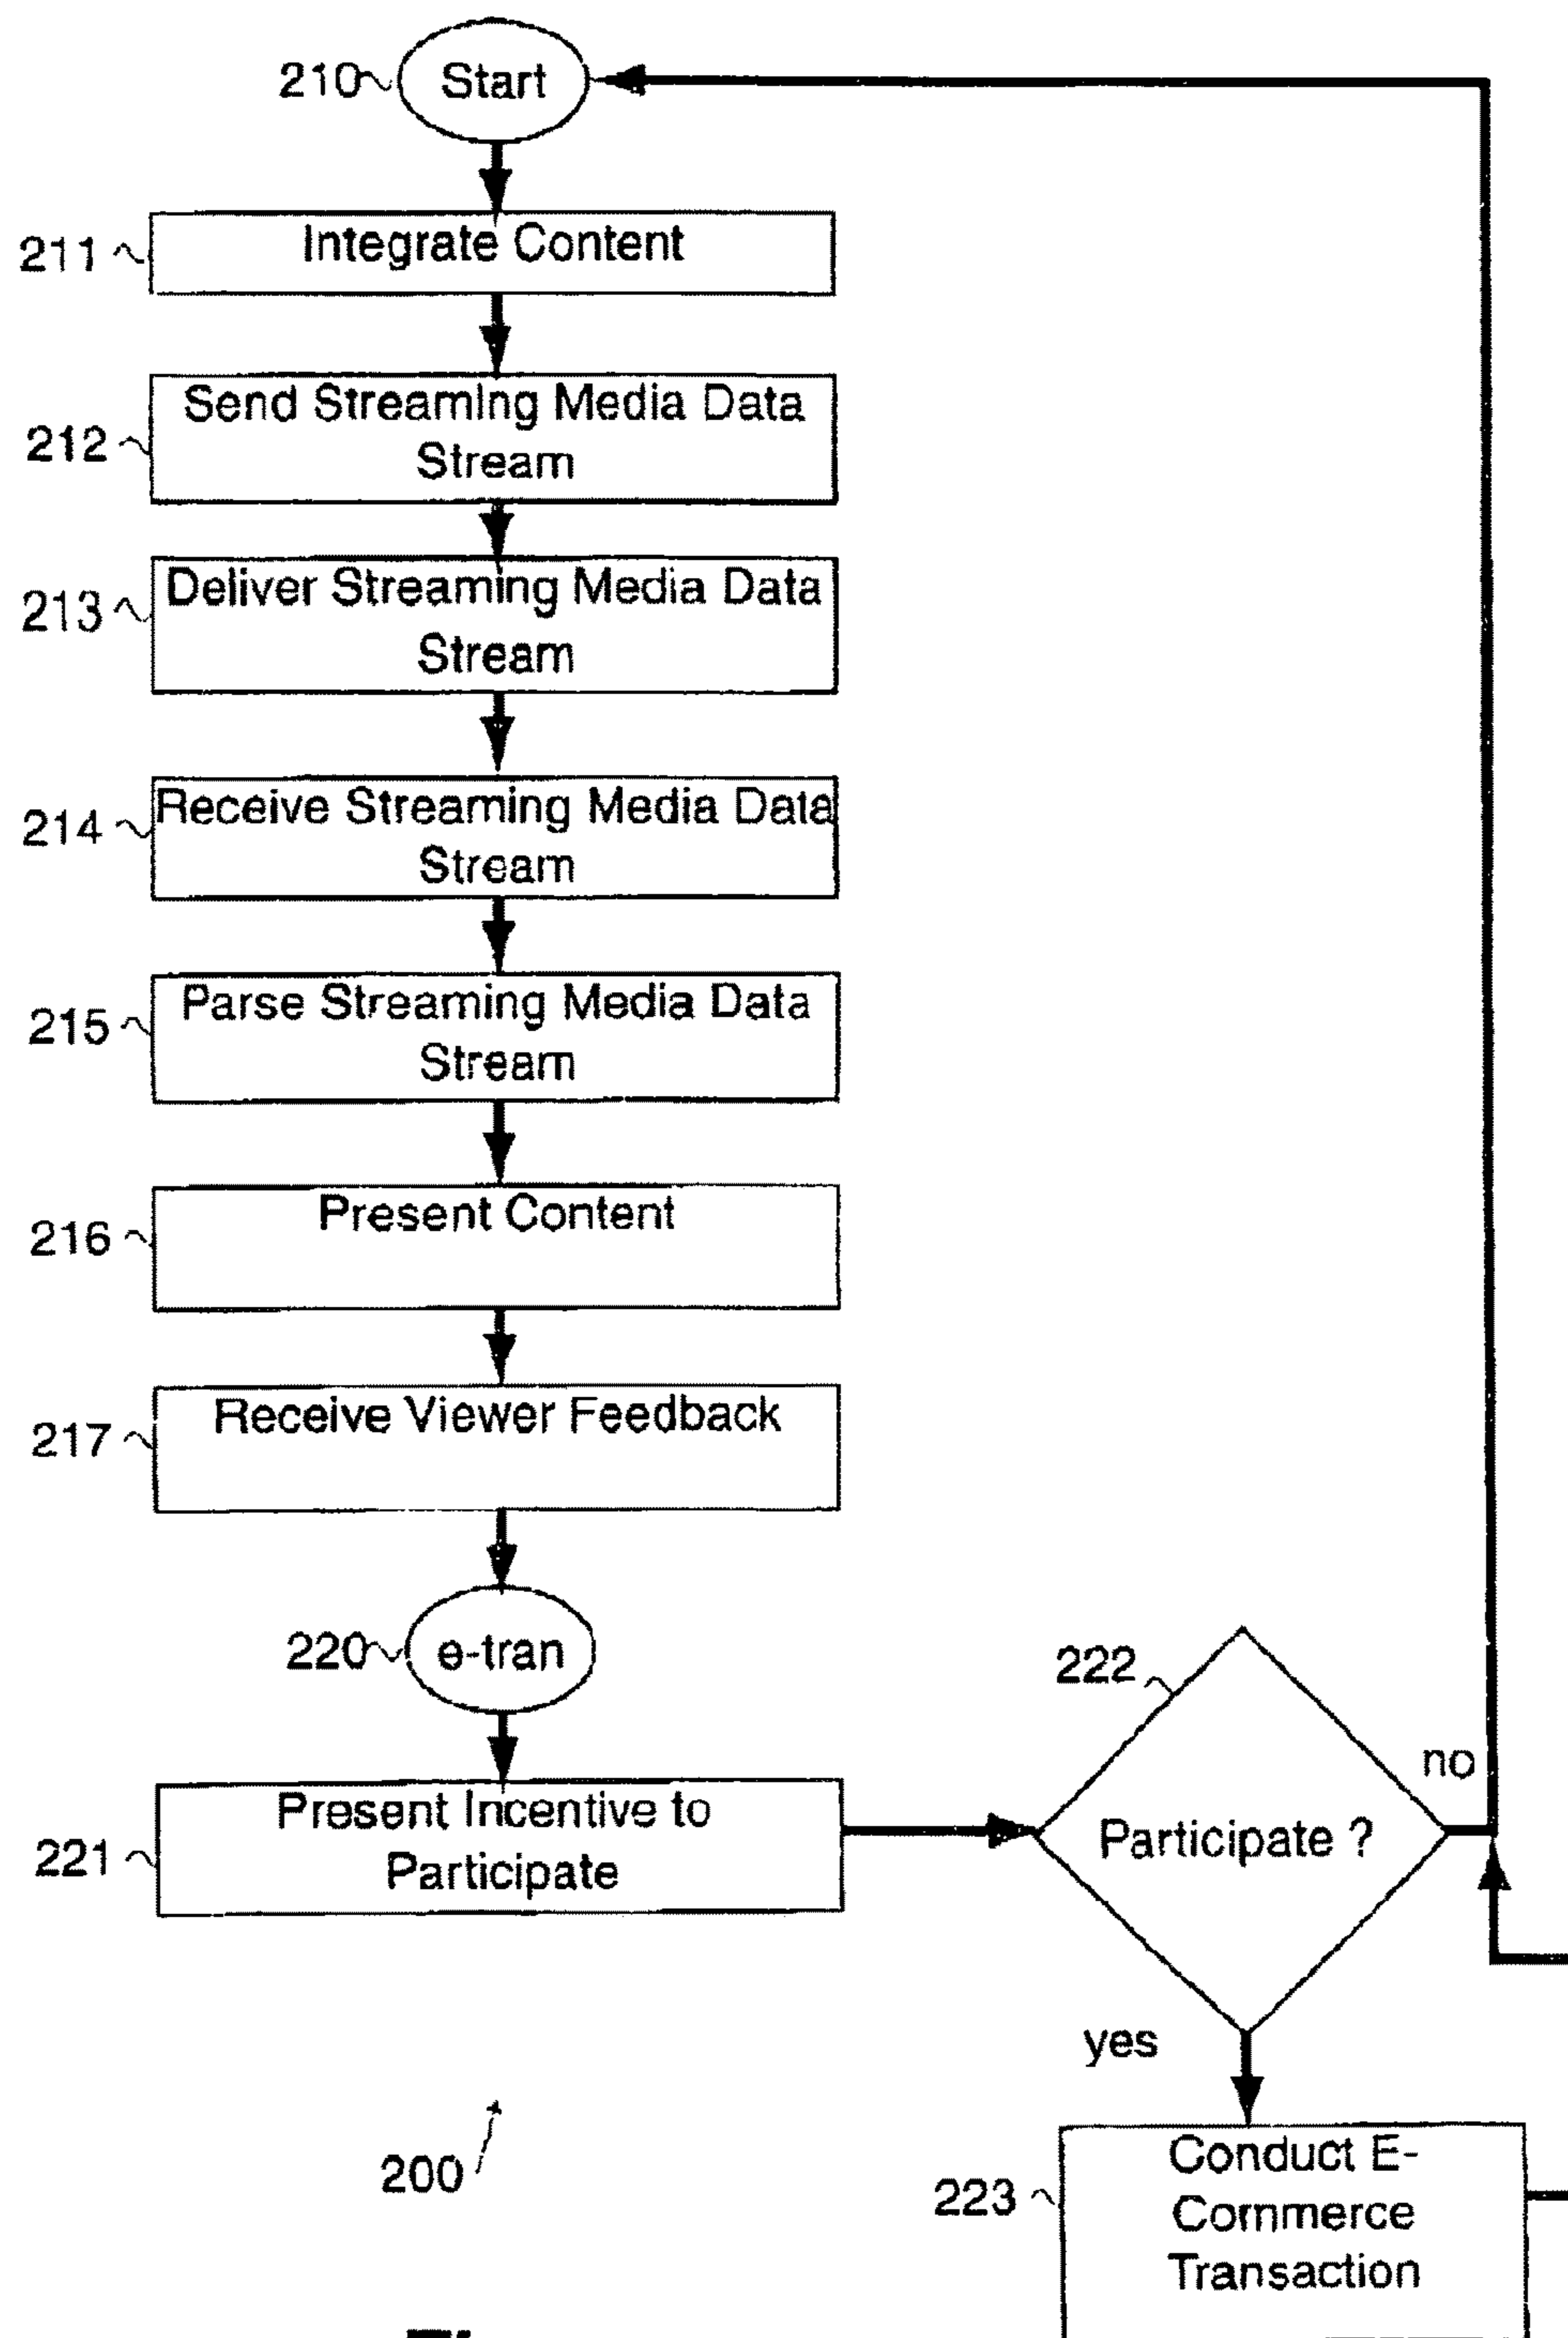 210 Start
211 Integrate Content
212 Send Streaming Media Data
Stream
213 Deliver Streaming Media Data
Stream
214 Receive Streaming Media Data
Stream
215 Parse Streaming Media Data
Stream
216 Present Content
217 Receive Viewer Feedback
220 e-tran
221 Present Incentive to
Participate
222
Participate ?
no
yes
200
223 Conduct E-
Commerce
Transaction